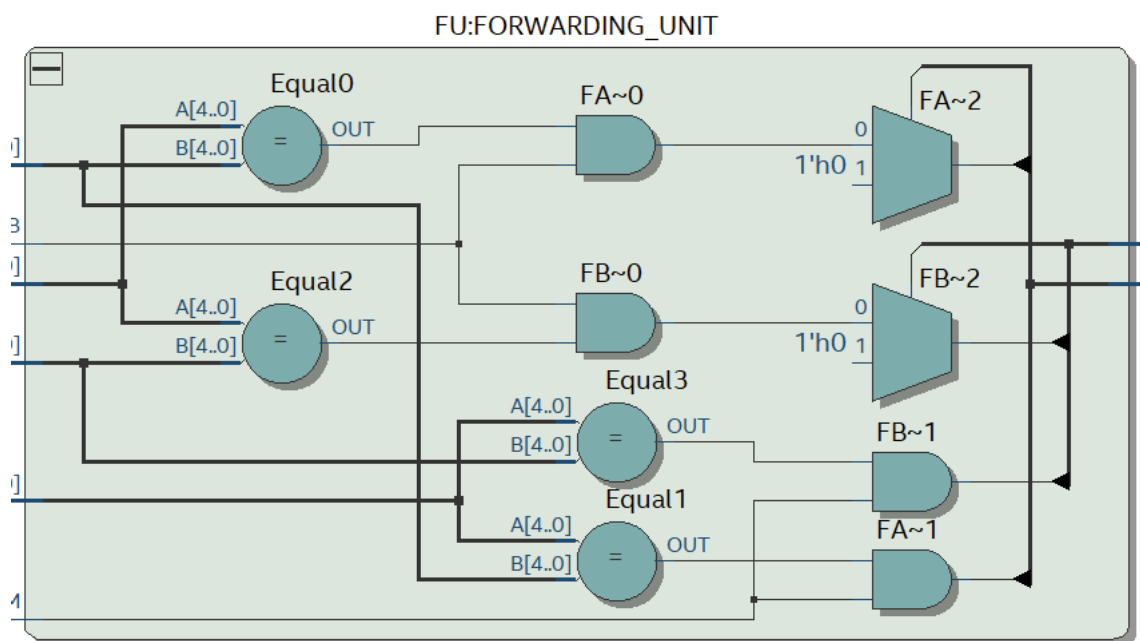 FU:FORWARDING_UNIT
Equal0
A[4..0]
B[4..0]
OUT
FA~0
FA~2
0
1'h0 1
]
B
]
Equal2
A[4..0]
B[4..0]
OUT
FB~0
FB~2
0
1'h0 1
]
Equal3
A[4..0]
B[4..0]
OUT
FB~1
]
Equal1
A[4..0]
B[4..0]
OUT
FA~1
M